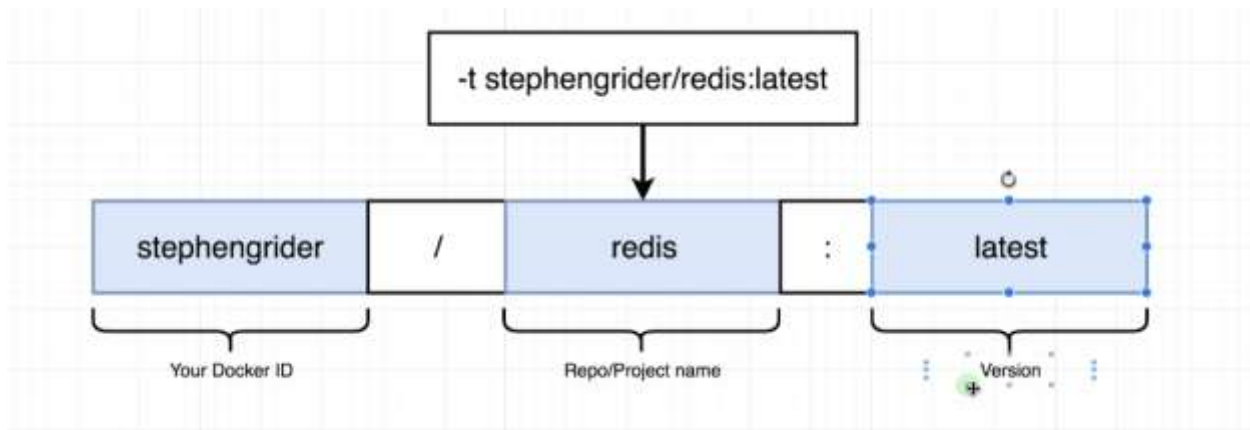 -t stephengrider/redis:latest
stephengrider / redis : latest
Your Docker ID Repo/Project name Version